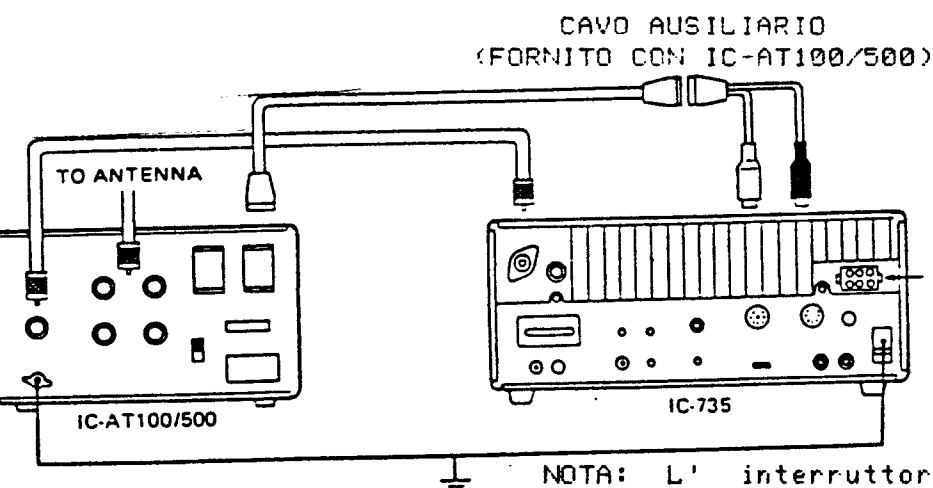 CAVO AUSILIARIO
(FORNITO CON IC-AT100/500)
TO ANTENNA
IC-AT100/500
IC-735
NOTA: L' interruttor